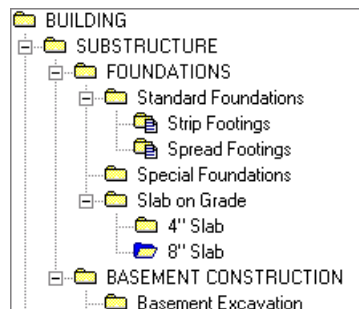 BUILDING
SUBSTRUCTURE
FOUNDATIONS
Standard Foundations
Strip Footings
Spread Footings
Special Foundations
Slab on Grade
4" Slab
8" Slab
BASEMENT CONSTRUCTION
Basement Excavation